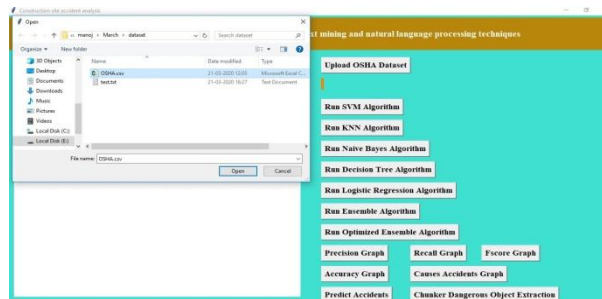 Construction site accident analysis
xt mining and natural language processing techniques
Open
« manoj > March > dataset
Search dataset
Organize
New folder
Name
Date modified
Type
3D Objects
Desktop
Documents
Downloads
Music
Pictures
Videos
Local Disk (C:)
Local Disk (E:)
OSHA.csv
21-03-2020 12:05
Microsoft Excel C...
test.txt
21-03-2020 16:27
Text Document
File name:
OSHA.csv
Open
Cancel
Upload OSHA Dataset
Run SVM Algorithm
Run KNN Algorithm
Run Naive Bayes Algorithm
Run Decision Tree Algorithm
Run Logistic Regression Algorithm
Run Ensemble Algorithm
Run Optimized Ensemble Algorithm
Precision Graph
Recall Graph
Fscore Graph
Accuracy Graph
Causes Accidents Graph
Predict Accidents
Chunker Dangerous Object Extraction